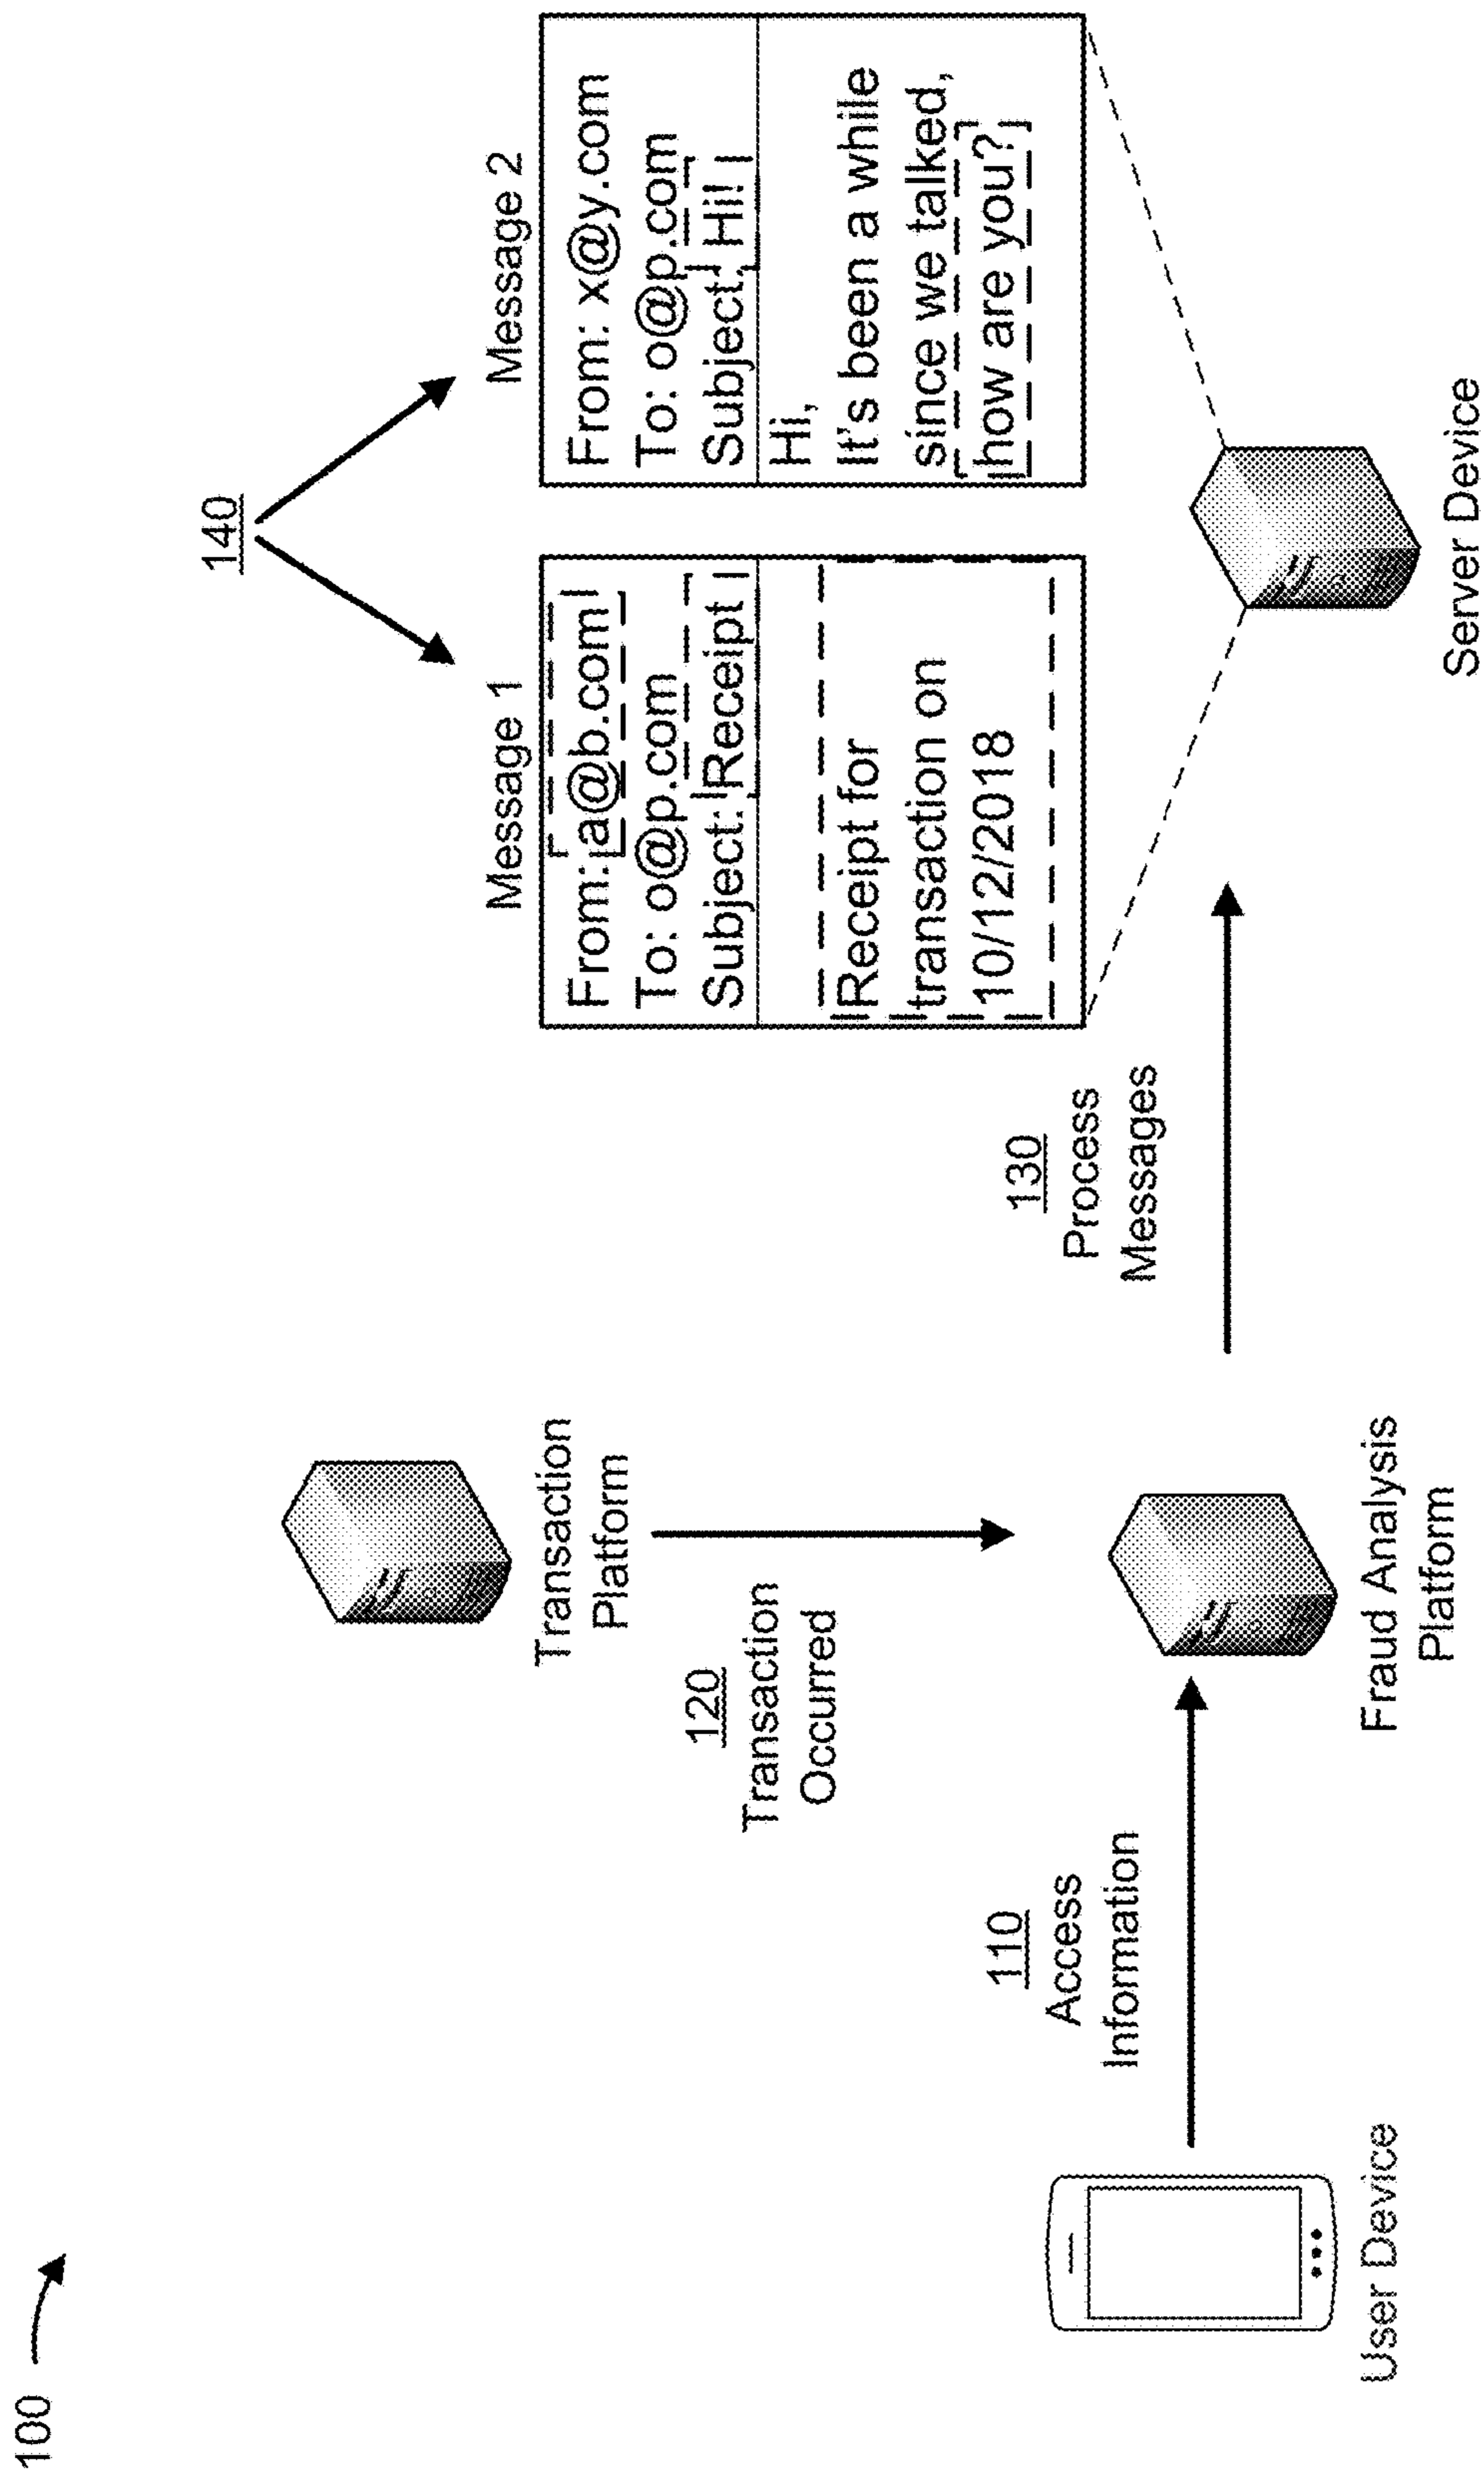 100
140
Message 1
From: a@b.com
To: o@p.com
Subject: Receipt
Receipt for
transaction on
10/12/2018
Message 2
From: x@y.com
To: o@p.com
Subject: Hi!
Hi,
It's been a while
since we talked,
how are you?
Transaction
Platform
120
Transaction
Occurred
110
Access
Information
130
Process
Messages
User Device
Fraud Analysis
Platform
Server Device